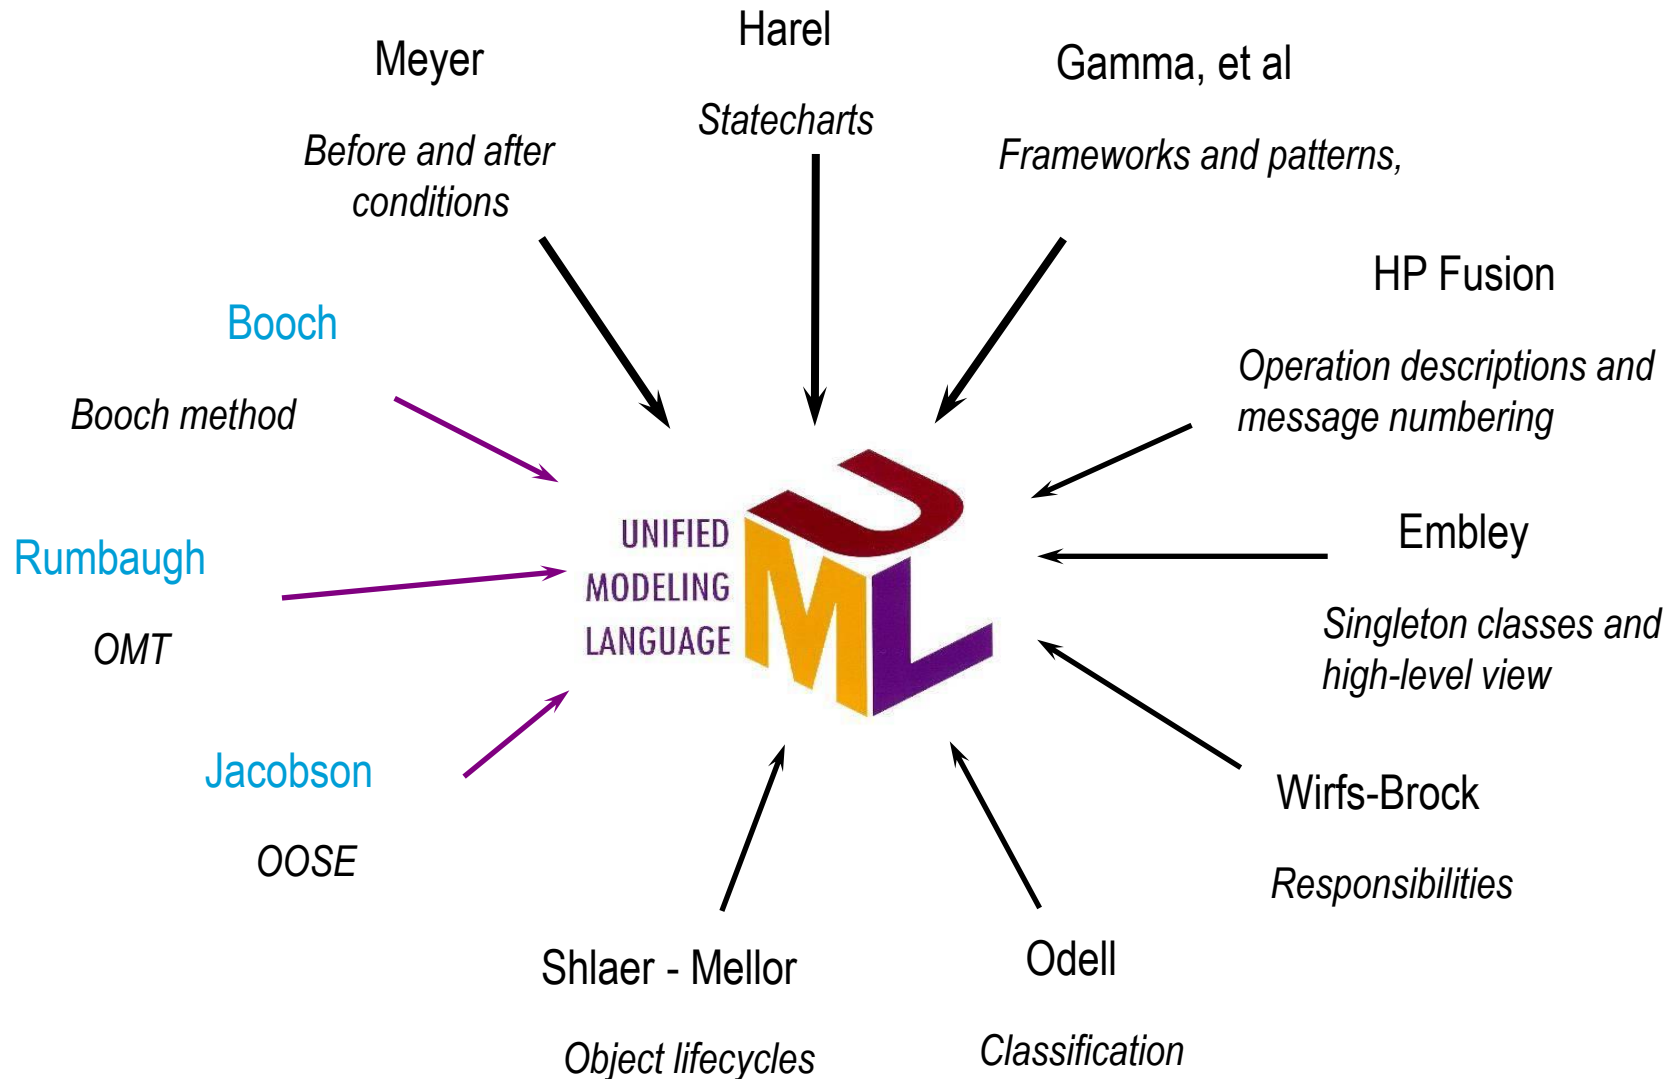 Harel
Meyer
Gamma, et al
Statecharts
Before and after
conditions
Frameworks and patterns,
HP Fusion
Booch
Operation descriptions and
message numbering
Booch method
UML
UNIFIED
MODELING
LANGUAGE
Embley
Rumbaugh
Singleton classes and
high-level view
OMT
Jacobson
Wirfs-Brock
OOSE
Responsibilities
Shlaer - Mellor
Odell
Object lifecycles
Classification